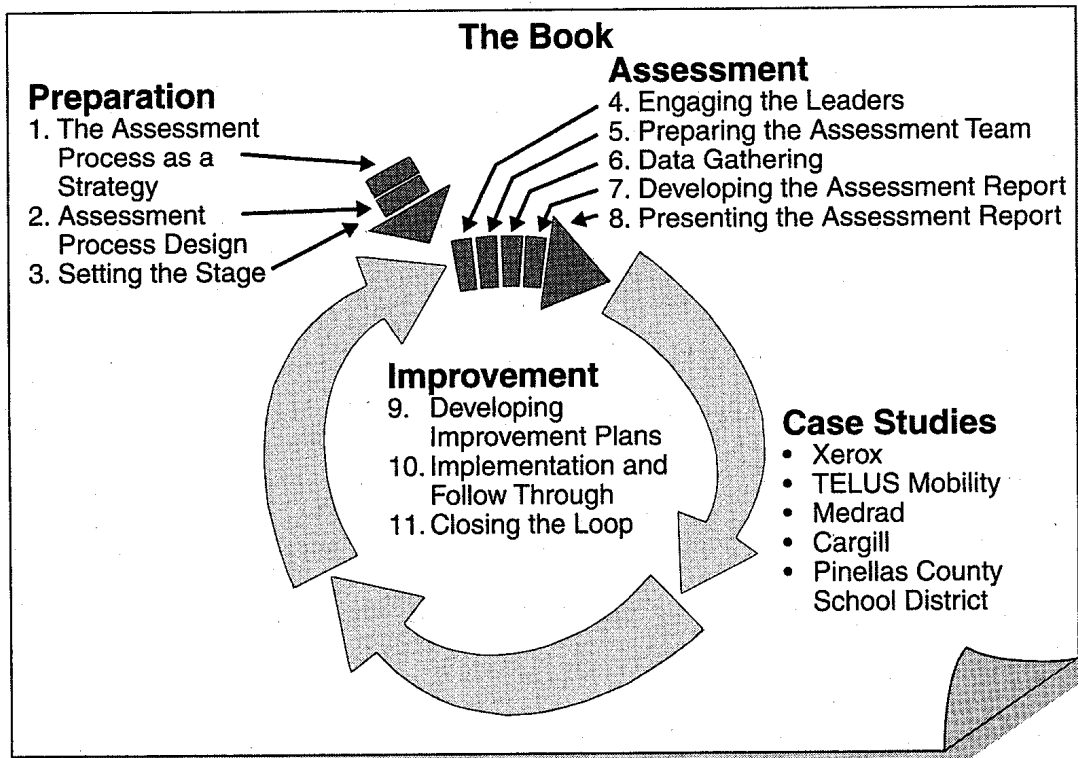 The Book
Preparation
1. The Assessment
Process as a
Strategy
2. Assessment
Process Design
3. Setting the Stage
Assessment
4. Engaging the Leaders
5. Preparing the Assessment Team
6. Data Gathering
7. Developing the Assessment Report
8. Presenting the Assessment Report
Improvement
9. Developing
Improvement Plans
10. Implementation and
Follow Through
11. Closing the Loop
Case Studies
• Xerox
• TELUS Mobility
• Medrad
• Cargill
• Pinellas County
School District